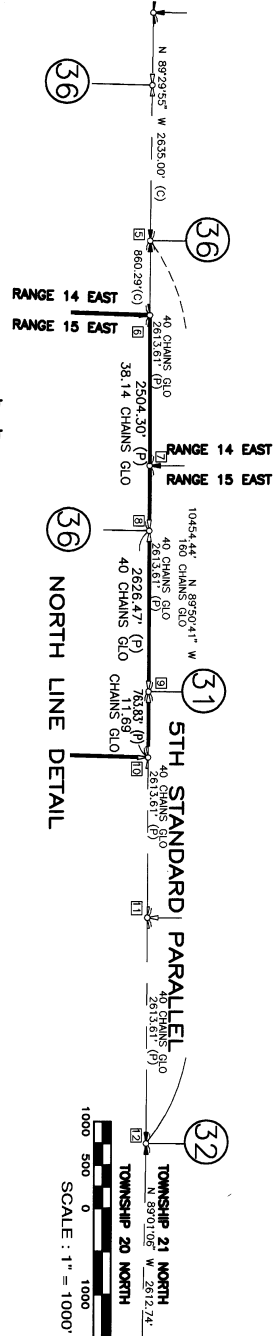 N 89°29'55" W 2635.00' (C)
36
36
5
860.29'(C)
RANGE 14 EAST
RANGE 15 EAST
6
40 CHAINS GLO
2613.61' (P)
2504.30' (P)
38.14 CHAINS GLO
7
RANGE 14 EAST
RANGE 15 EAST
10454.44' N 89°50'41" W
160 CHAINS GLO
8
36
40 CHAINS GLO
2613.61' (P)
2626.47' (P)
40 CHAINS GLO
9
31
763.83' (P)
11.69
CHAINS GLO
10
40 CHAINS GLO
2613.61' (P)
NORTH LINE DETAIL
5TH STANDARD PARALLEL
11
40 CHAINS GLO
2613.61' (P)
12
32
TOWNSHIP 21 NORTH
N 89°01'06" W 2612.74'
TOWNSHIP 20 NORTH
1000 500 0 1000
SCALE : 1" = 1000'